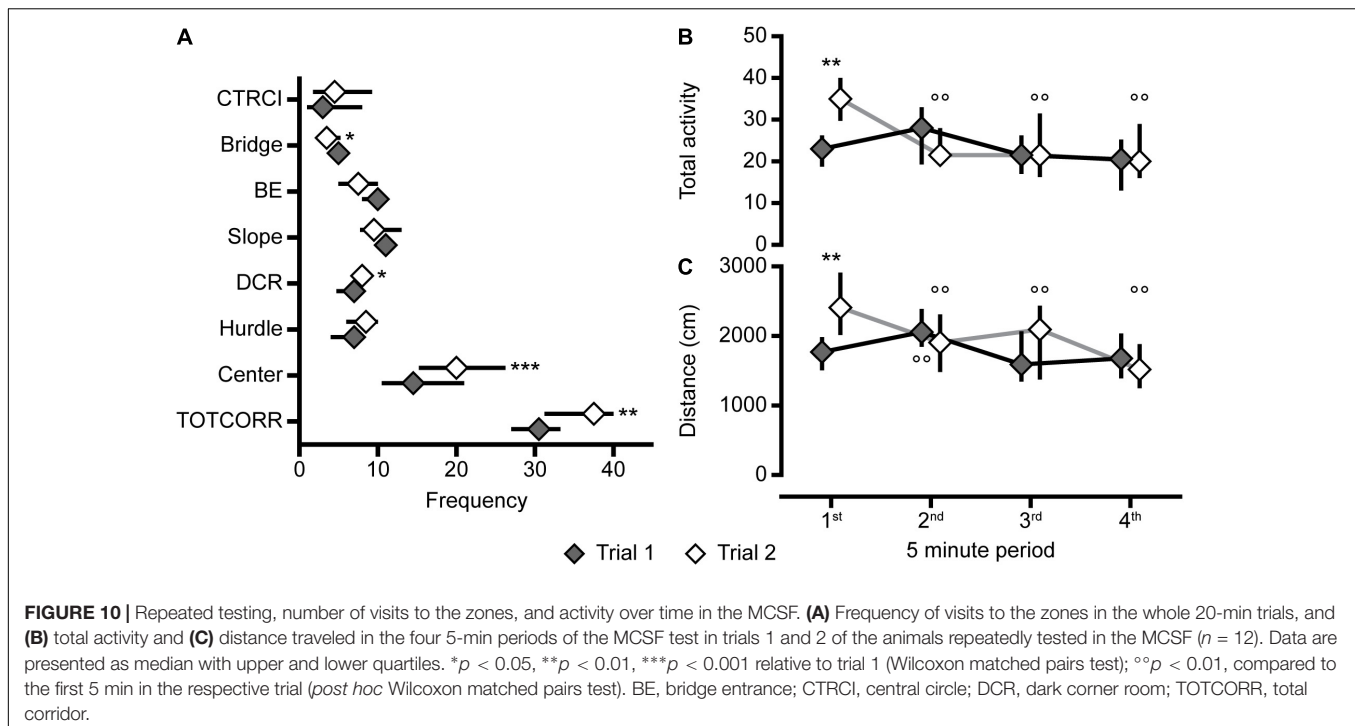 A
CTRCI
Bridge *
BE
Slope
DCR *
Hurdle
Center ***
TOTCORR **
0 10 20 30 40
Frequency
B
Total activity
50
40
30
20
10
0
** °° °° °°
C
Distance (cm)
3000
2000
1000
0
** °° °° °°
°°
1st 2nd 3rd 4th
5 minute period
Trial 1 Trial 2
FIGURE 10 | Repeated testing, number of visits to the zones, and activity over time in the MCSF. (A) Frequency of visits to the zones in the whole 20-min trials, and
(B) total activity and (C) distance traveled in the four 5-min periods of the MCSF test in trials 1 and 2 of the animals repeatedly tested in the MCSF (n = 12). Data are
presented as median with upper and lower quartiles. *p < 0.05, **p < 0.01, ***p < 0.001 relative to trial 1 (Wilcoxon matched pairs test); °°p < 0.01, compared to
the first 5 min in the respective trial (post hoc Wilcoxon matched pairs test). BE, bridge entrance; CTRCI, central circle; DCR, dark corner room; TOTCORR, total
corridor.